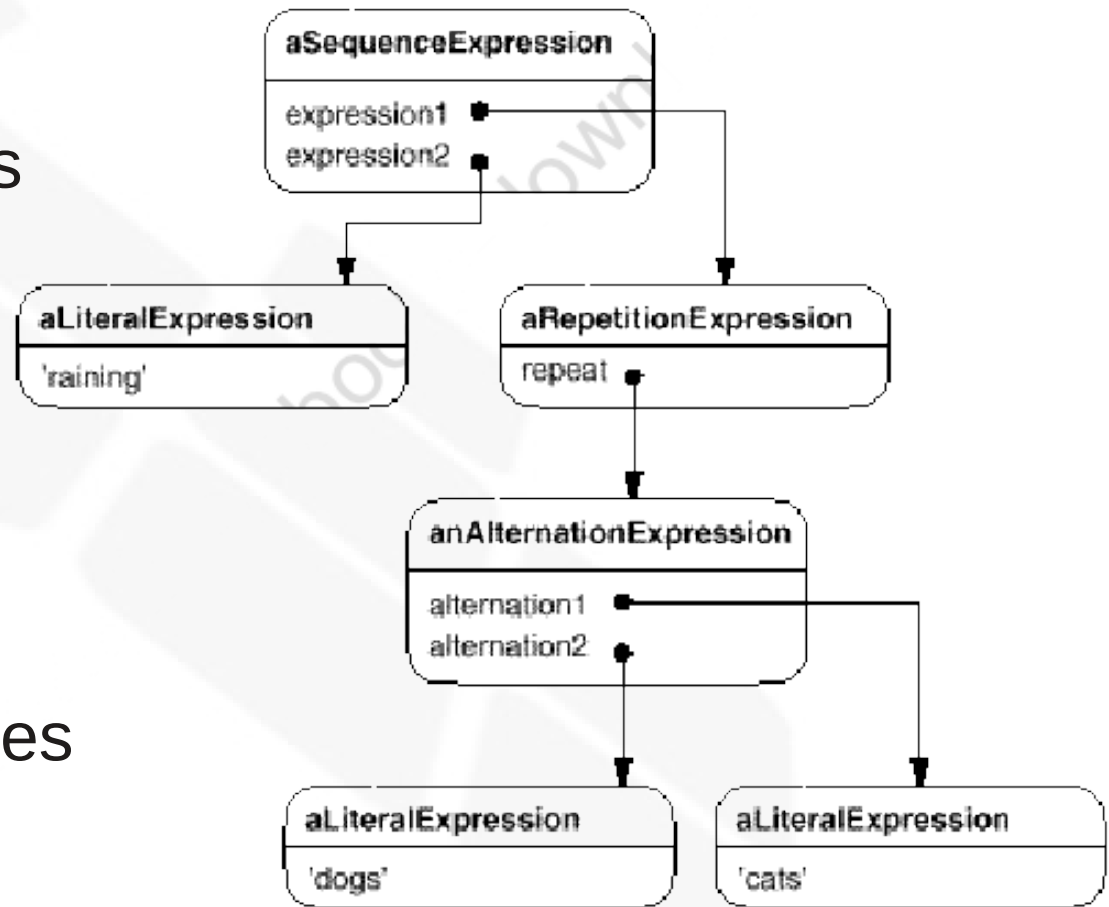 aSequenceExpression
expression1
expression2
s
aLiteralExpression
'raining'
aRepetitionExpression
repeat
anAlternationExpression
alternation1
alternation2
es
aLiteralExpression
'dogs'
aLiteralExpression
'cats'